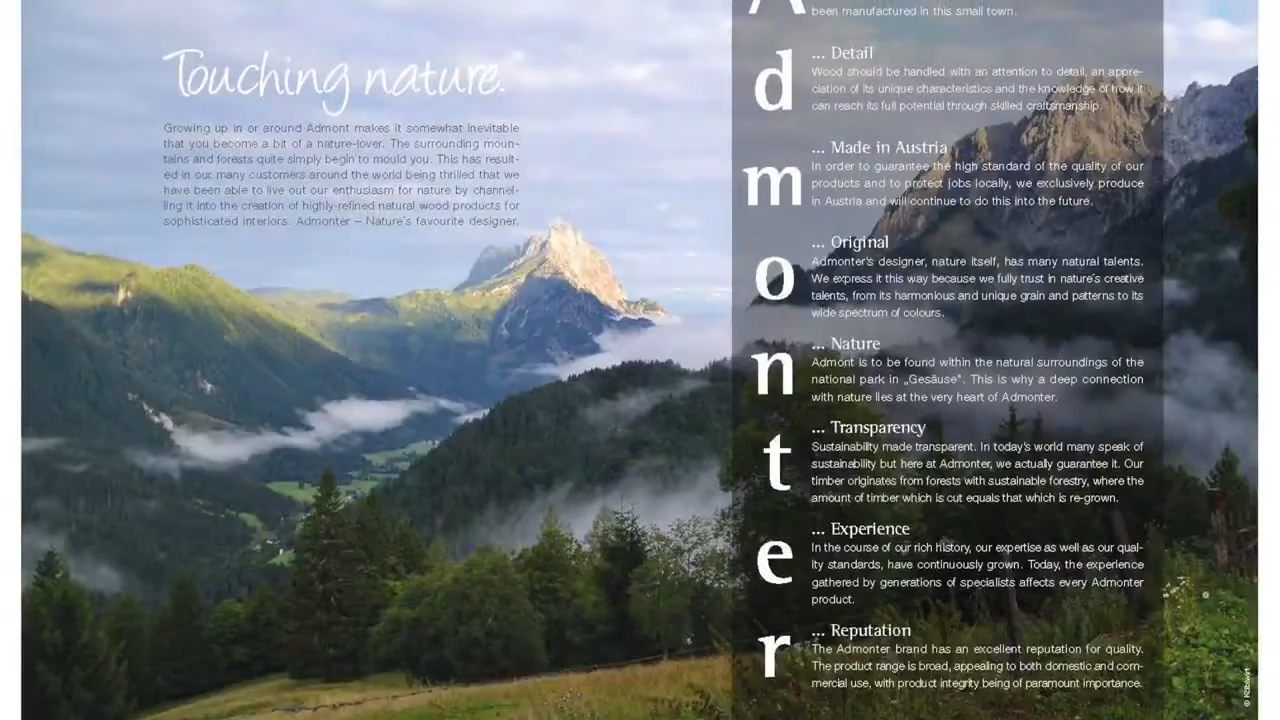 Touching nature.
Growing up in or around Admont makes it somewhat inevitable
that you become a bit of a nature-lover. The surrounding moun-
tains and forests quite simply begin to mould you. This has result-
ed in our many customers around the world being thrilled that we
have been able to live out our enthusiasm for nature by channel-
ling it into the creation of highly-refined natural wood products for
sophisticated interiors. Admonter – Nature's favourite designer.
A
been manufactured in this small town.
d
... Detail
Wood should be handled with an attention to detail, an appre-
ciation of its unique characteristics and the knowledge of how it
can reach its full potential through skilled craftsmanship.
m
... Made in Austria
In order to guarantee the high standard of the quality of our
products and to protect jobs locally, we exclusively produce
in Austria and will continue to do this into the future.
o
... Original
Admonter's designer, nature itself, has many natural talents.
We express it this way because we fully trust in nature's creative
talents, from its harmonious and unique grain and patterns to its
wide spectrum of colours.
n
... Nature
Admont is to be found within the natural surroundings of the
national park in „Gesäuse". This is why a deep connection
with nature lies at the very heart of Admonter.
t
... Transparency
Sustainability made transparent. In today's world many speak of
sustainability but here at Admonter, we actually guarantee it. Our
timber originates from forests with sustainable forestry, where the
amount of timber which is cut equals that which is re-grown.
e
... Experience
In the course of our rich history, our expertise as well as our qual-
ity standards, have continuously grown. Today, the experience
gathered by generations of specialists affects every Admonter
product.
r
... Reputation
The Admonter brand has an excellent reputation for quality.
The product range is broad, appealing to both domestic and com-
mercial use, with product integrity being of paramount importance.